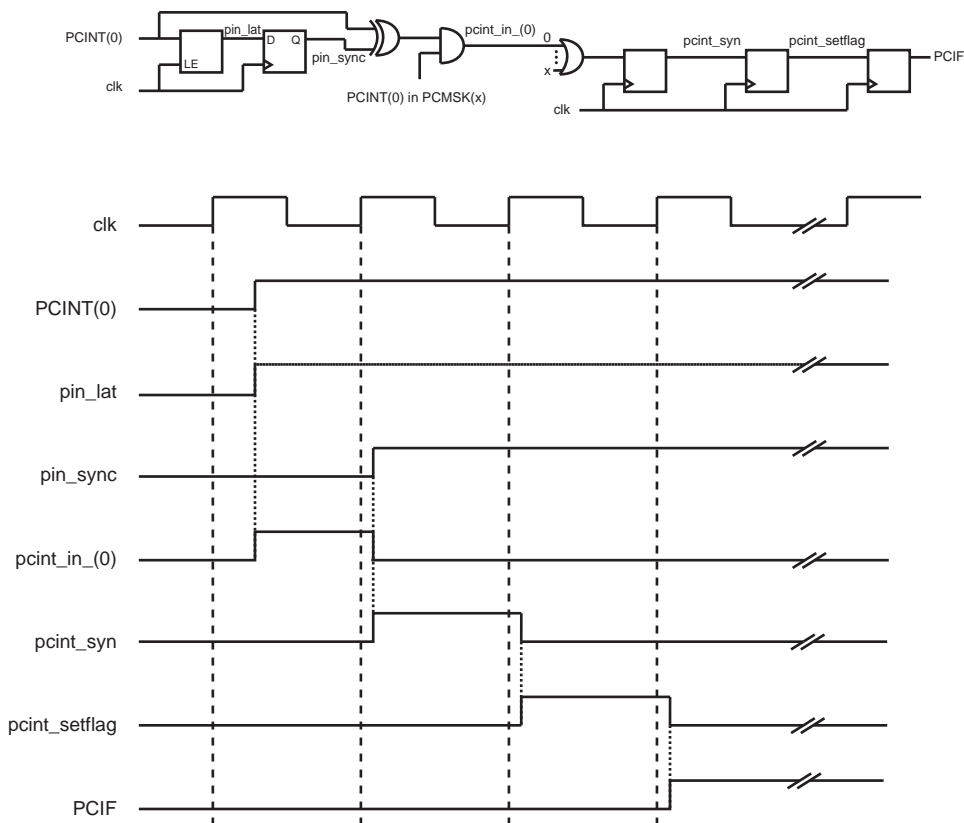 PCINT(0)
pin_lat
D Q
LE
pin_sync
clk
PCINT(0) in PCMSK(x)
pcint_in_(0)
0
x
clk
pcint_syn
pcint_setflag
PCIF
clk
PCINT(0)
pin_lat
pin_sync
pcint_in_(0)
pcint_syn
pcint_setflag
PCIF